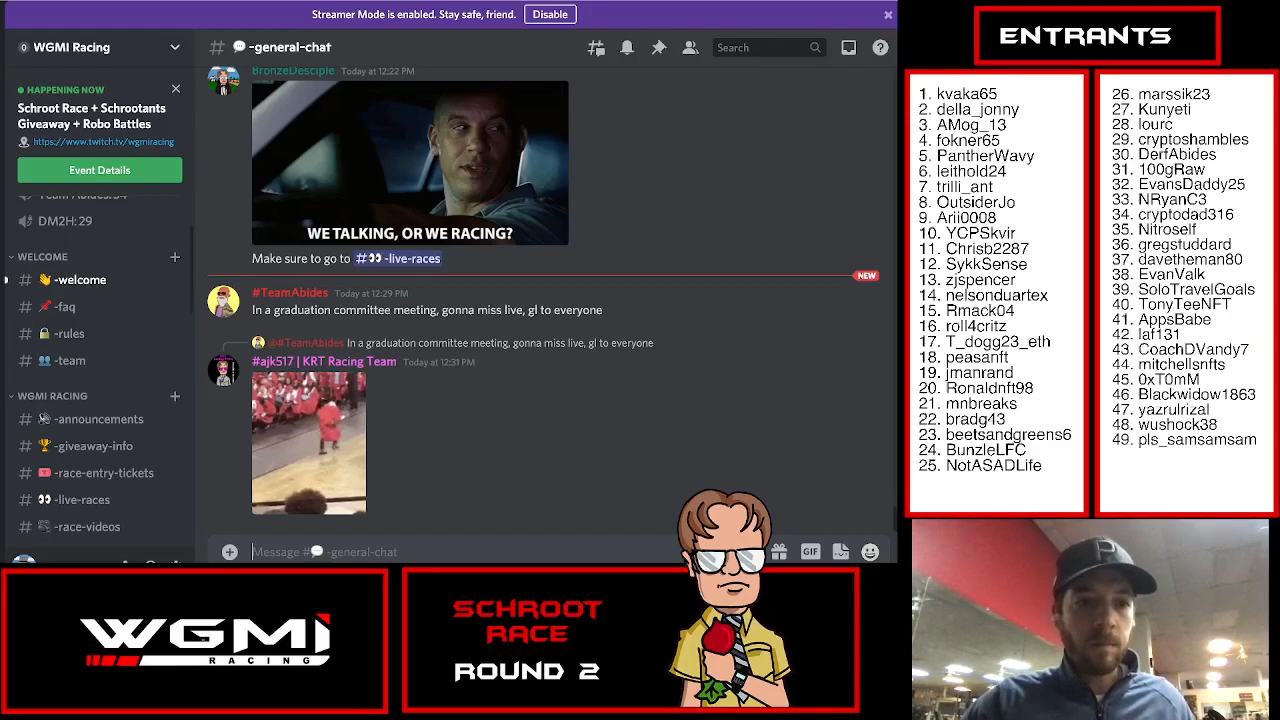 Streamer Mode is enabled. Stay safe, friend.
Disable
WGMI Racing
HAPPENING NOW
Schroot Race + Schrootants
Giveaway + Robo Battles
https://www.twitch.tv/wgmiracing
Event Details
DM2H:29
WELCOME
# -welcome
# -faq
# -rules
# -team
WGMI RACING
# -announcements
# -giveaway-info
# -race-entry-tickets
# -live-races
# -race-videos
# -general-chat
Search
BronzeDesciple Today at 12:22 PM
WE TALKING, OR WE RACING?
Make sure to go to # -live-races
NEW
#TeamAbides Today at 12:29 PM
In a graduation committee meeting, gonna miss live, gl to everyone
@#TeamAbides In a graduation committee meeting, gonna miss live, gl to everyone
#ajk517 | KRT Racing Team Today at 12:31 PM
Message # -general-chat
GIF
WGMI
RACING
SCHROOT
RACE
ROUND 2
ENTRANTS
1. kvaka65
2. della_jonny
3. AMog_13
4. fokner65
5. PantherWavy
6. leithold24
7. trilli_ant
8. OutsiderJo
9. Arii0008
10. YCPSkvir
11. Chrisb2287
12. SykkSense
13. zjspencer
14. nelsonduartex
15. Rmack04
16. roll4critz
17. T_dogg23_eth
18. peasanft
19. jmanrand
20. Ronaldnft98
21. mnbreaks
22. bradg43
23. beetsandgreens6
24. BunzleLFC
25. NotASADLife
26. marssik23
27. Kunyeti
28. lourc
29. cryptoshambles
30. DerfAbides
31. 100gRaw
32. EvansDaddy25
33. NRyanC3
34. cryptodad316
35. Nitroself
36. gregstuddard
37. davetheman80
38. EvanValk
39. SoloTravelGoals
40. TonyTeeNFT
41. AppsBabe
42. laf131
43. CoachDVandy7
44. mitchellsnfts
45. 0xT0mM
46. Blackwidow1863
47. yazrulrizal
48. wushock38
49. pls_samsamsam